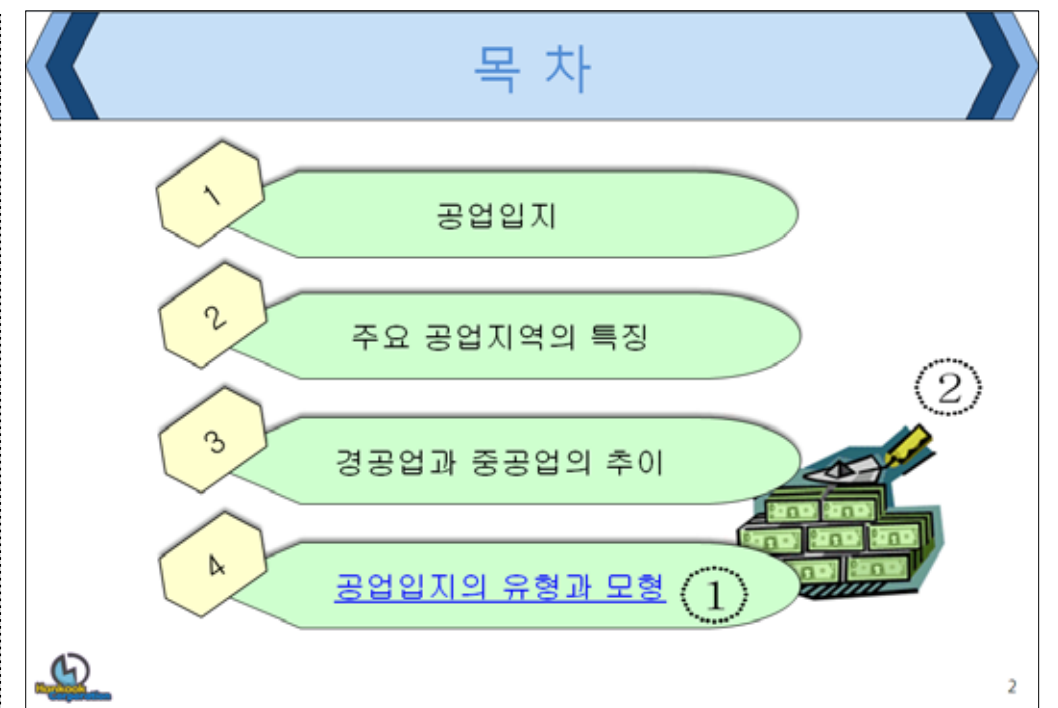 목 차
1
공업입지
2
주요 공업지역의 특징
②
3
경공업과 중공업의 추이
4
공업입지의 유형과 모형 ①
Hankook
Corporation
2